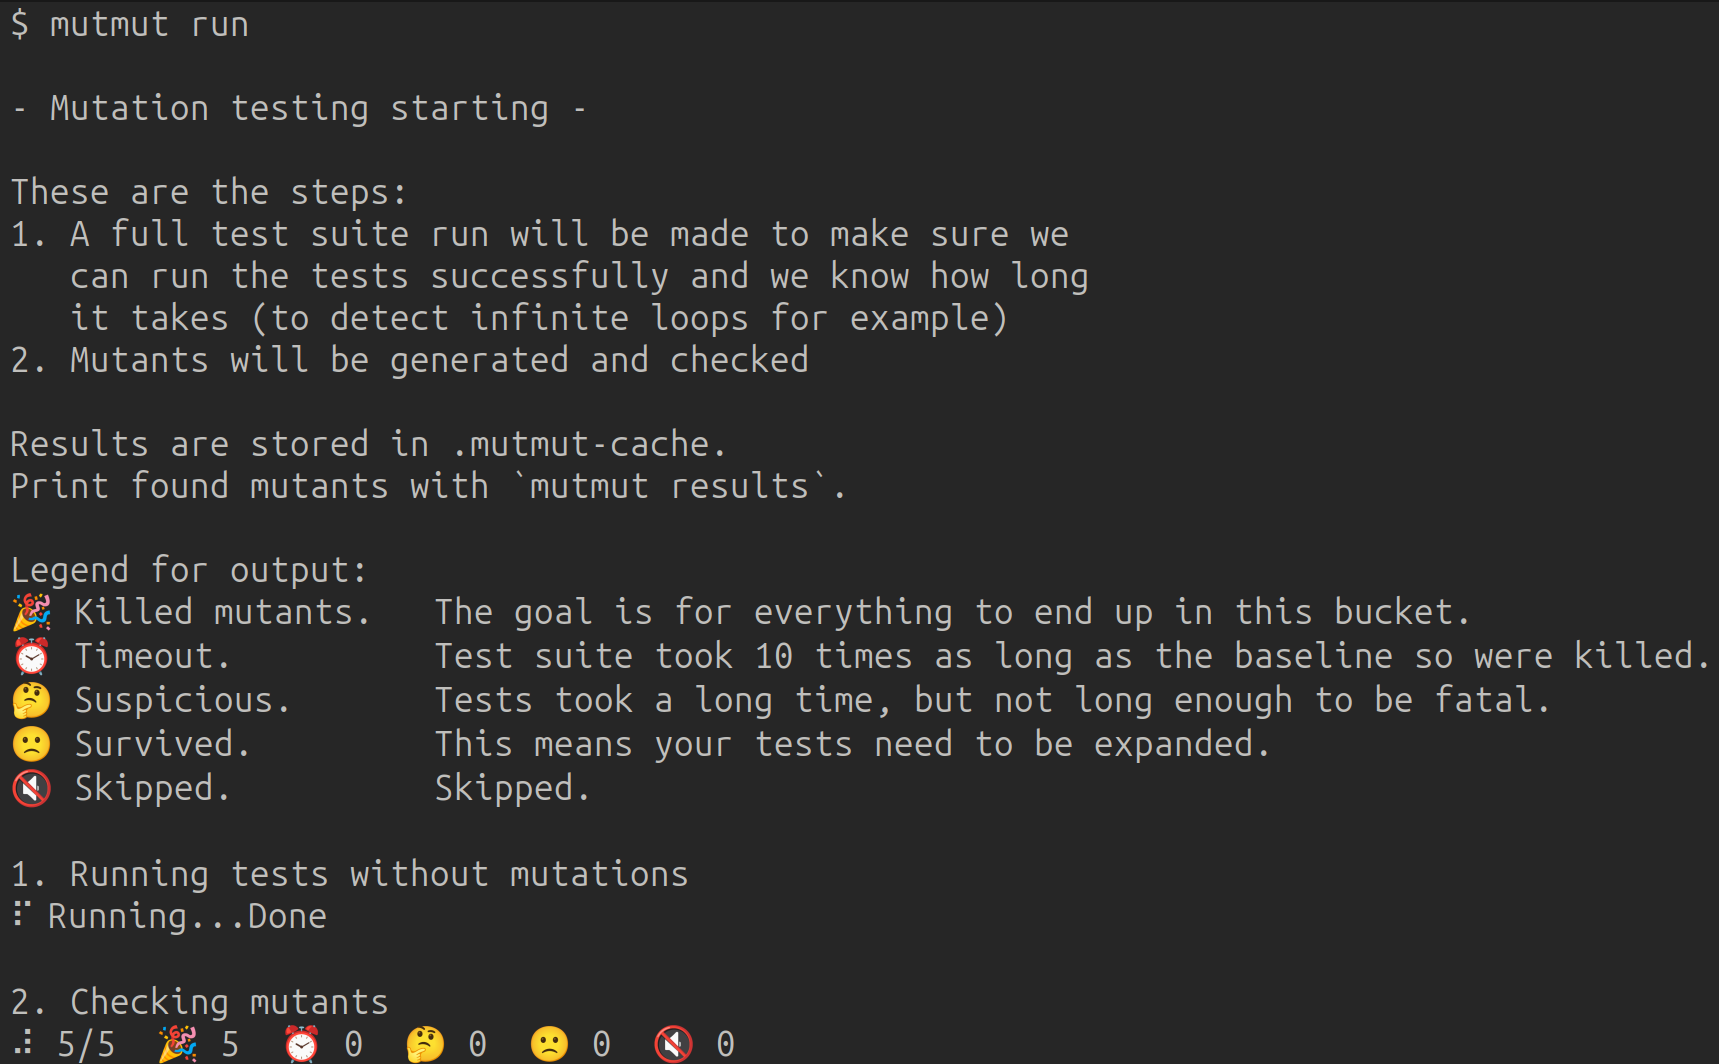 $ mutmut run
- Mutation testing starting -
These are the steps:
1. A full test suite run will be made to make sure we
   can run the tests successfully and we know how long
   it takes (to detect infinite loops for example)
2. Mutants will be generated and checked
Results are stored in .mutmut-cache.
Print found mutants with `mutmut results`.
Legend for output:
🎉 Killed mutants.   The goal is for everything to end up in this bucket.
⏰ Timeout.          Test suite took 10 times as long as the baseline so were killed.
🤔 Suspicious.       Tests took a long time, but not long enough to be fatal.
🙁 Survived.         This means your tests need to be expanded.
🔇 Skipped.          Skipped.
1. Running tests without mutations
⠏ Running...Done
2. Checking mutants
⠼ 5/5  🎉 5  ⏰ 0  🤔 0  🙁 0  🔇 0